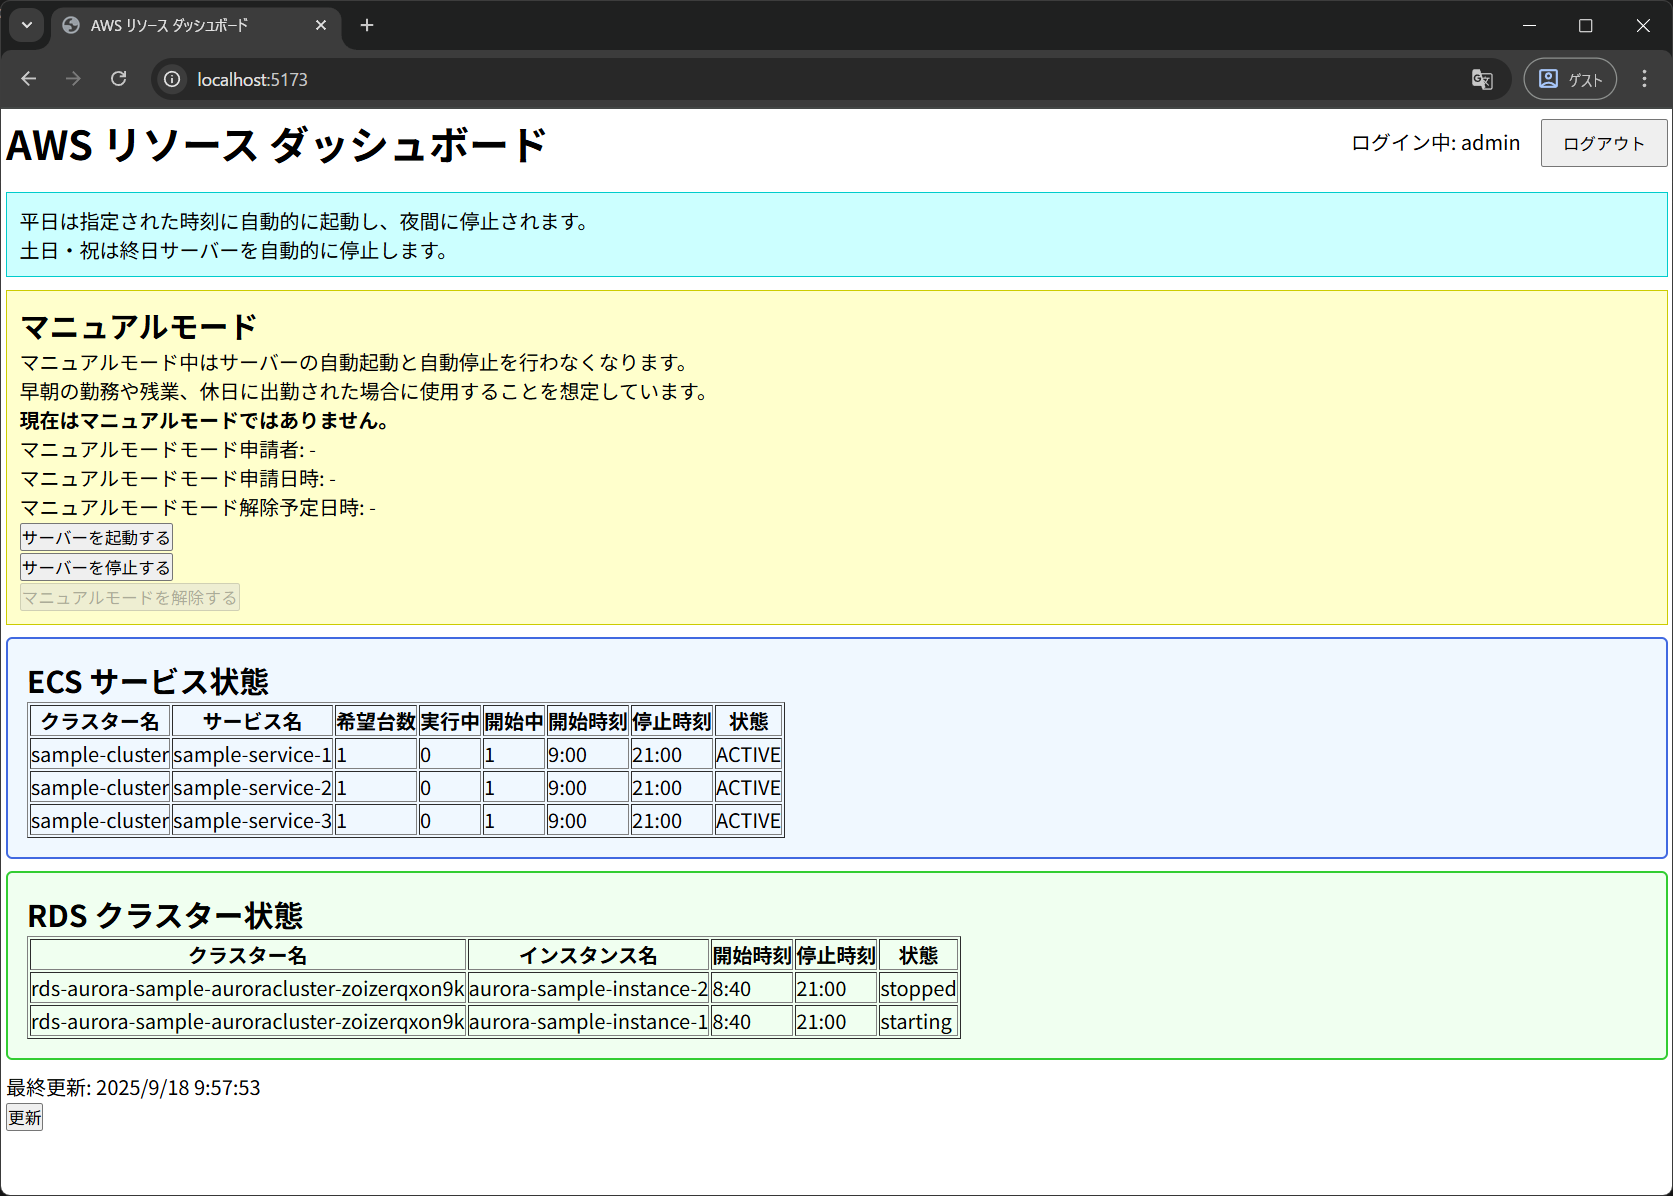 AWS リソース ダッシュボード
localhost:5173
ゲスト
AWS リソース ダッシュボード
ログイン中: admin
ログアウト
平日は指定された時刻に自動的に起動し、夜間に停止されます。
土日・祝は終日サーバーを自動的に停止します。
マニュアルモード
マニュアルモード中はサーバーの自動起動と自動停止を行わなくなります。
早朝の勤務や残業、休日に出勤された場合に使用することを想定しています。
現在はマニュアルモードではありません。
マニュアルモードモード申請者: -
マニュアルモードモード申請日時: -
マニュアルモードモード解除予定日時: -
サーバーを起動する
サーバーを停止する
マニュアルモードを解除する
ECS サービス状態
クラスター名 サービス名 希望台数 実行中 開始中 開始時刻 停止時刻 状態
sample-cluster sample-service-1 1 0 1 9:00 21:00 ACTIVE
sample-cluster sample-service-2 1 0 1 9:00 21:00 ACTIVE
sample-cluster sample-service-3 1 0 1 9:00 21:00 ACTIVE
RDS クラスター状態
クラスター名 インスタンス名 開始時刻 停止時刻 状態
rds-aurora-sample-auroracluster-zoizerqxon9k aurora-sample-instance-2 8:40 21:00 stopped
rds-aurora-sample-auroracluster-zoizerqxon9k aurora-sample-instance-1 8:40 21:00 starting
最終更新: 2025/9/18 9:57:53
更新